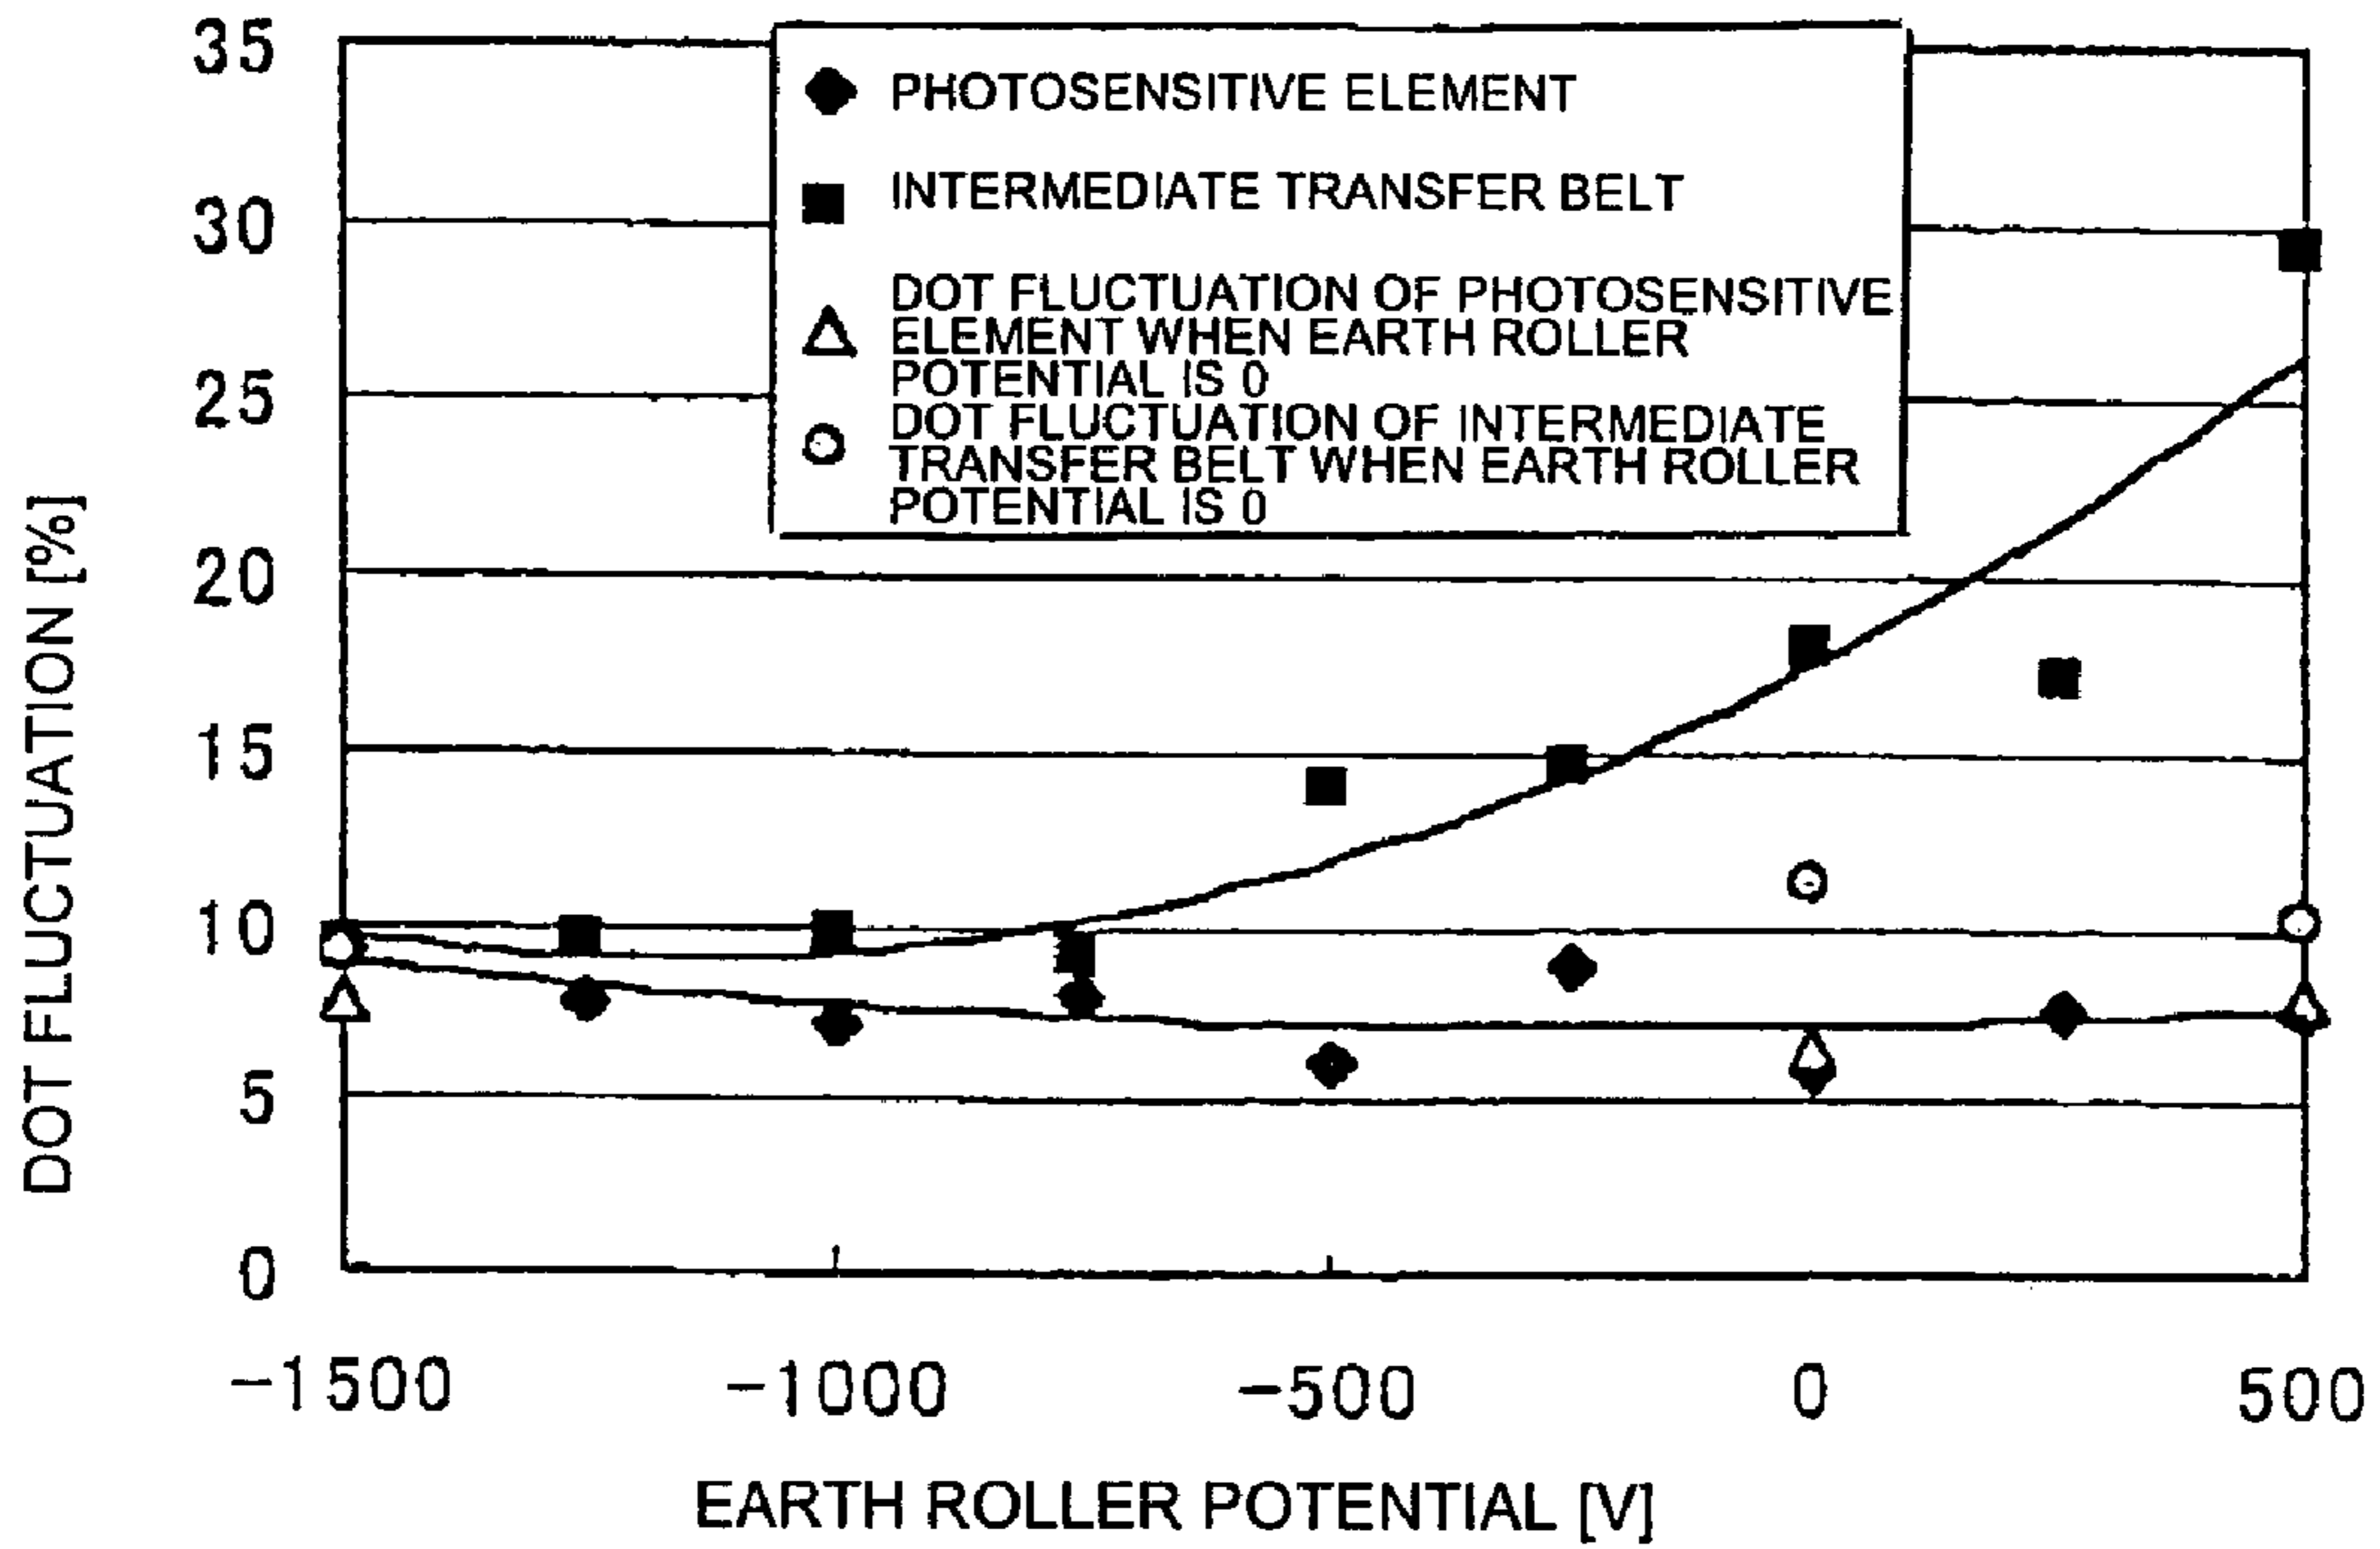 35
30
25
20
15
10
5
0
DOT FLUCTUATION [%]
PHOTOSENSITIVE ELEMENT
INTERMEDIATE TRANSFER BELT
DOT FLUCTUATION OF PHOTOSENSITIVE
ELEMENT WHEN EARTH ROLLER
POTENTIAL IS 0
DOT FLUCTUATION OF INTERMEDIATE
TRANSFER BELT WHEN EARTH ROLLER
POTENTIAL IS 0
-1500 -1000 -500 0 500
EARTH ROLLER POTENTIAL [V]